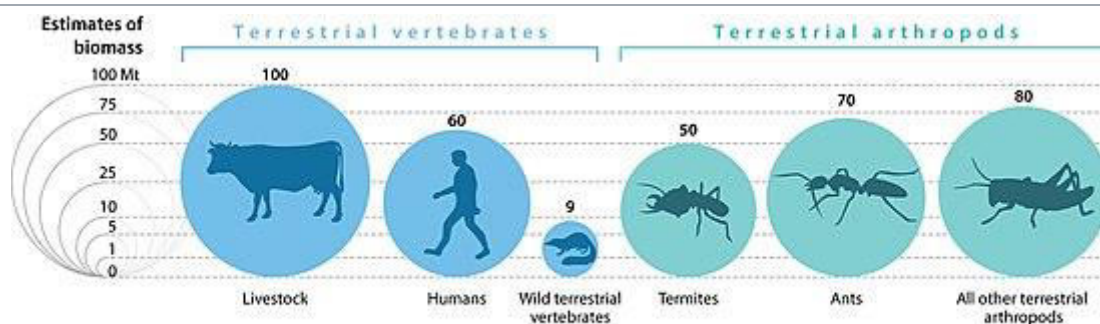 Estimates of
biomass
Terrestrial vertebrates
Terrestrial arthropods
100 Mt
75
50
25
10
5
1
0
100
60
9
50
70
80
Livestock
Humans
Wild terrestrial
vertebrates
Termites
Ants
All other terrestrial
arthropods